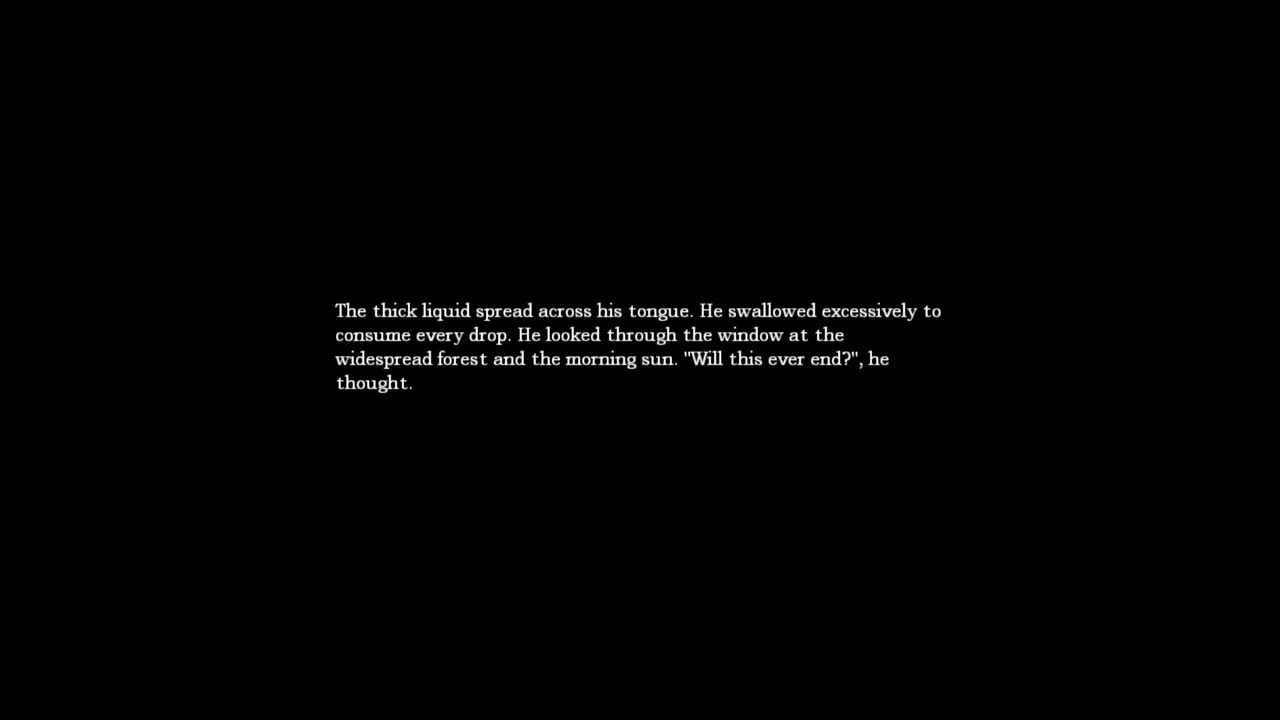 The thick liquid spread across his tongue. He swallowed excessively to
consume every drop. He looked through the window at the
widespread forest and the morning sun. "Will this ever end?", he
thought.